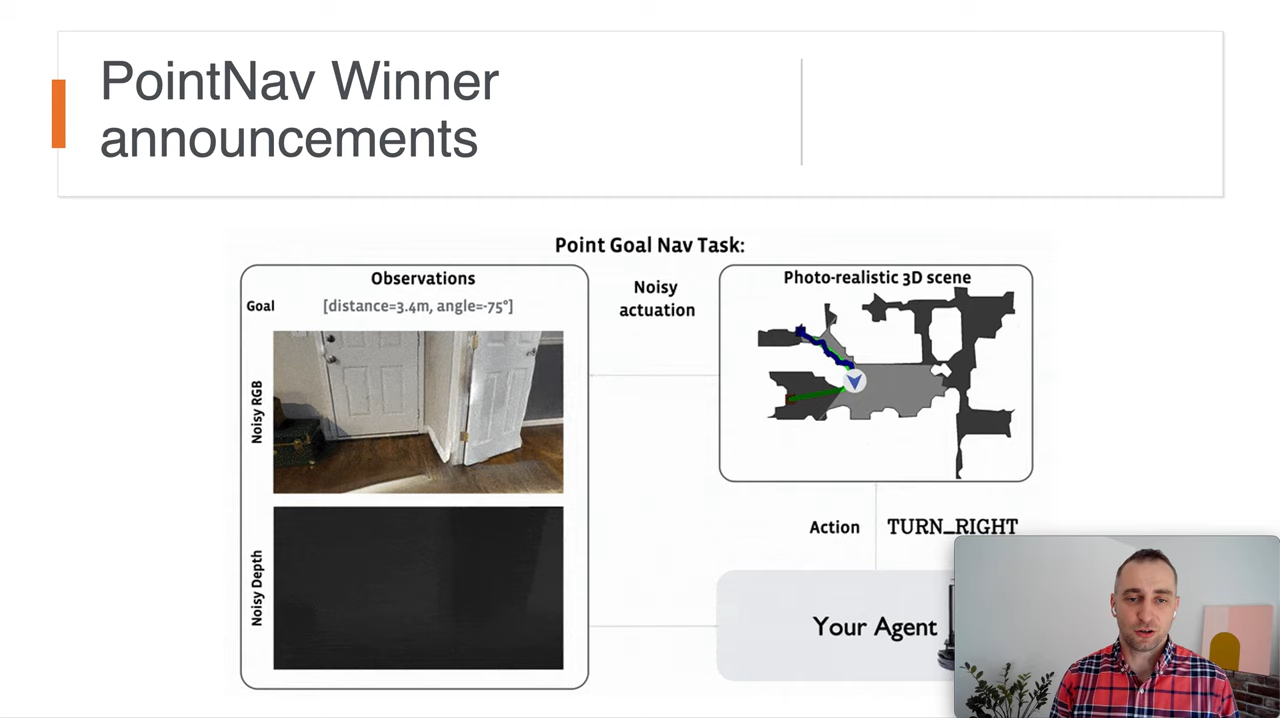 PointNav Winner
announcements
Point Goal Nav Task:
Observations
Goal
[distance=3.4m, angle=-75°]
Noisy RGB
Noisy Depth
Noisy
actuation
Photo-realistic 3D scene
Action
TURN_RIGHT
Your Agent